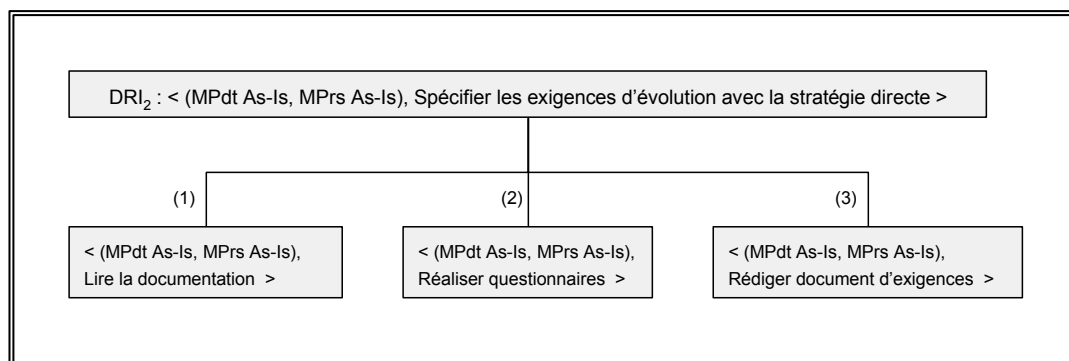 DRI₂ : < (MPdt As-Is, MPrs As-Is), Spécifier les exigences d’évolution avec la stratégie directe >
(1)
(2)
(3)
< (MPdt As-Is, MPrs As-Is),
Lire la documentation >
< (MPdt As-Is, MPrs As-Is),
Réaliser questionnaires >
< (MPdt As-Is, MPrs As-Is),
Rédiger document d’exigences >